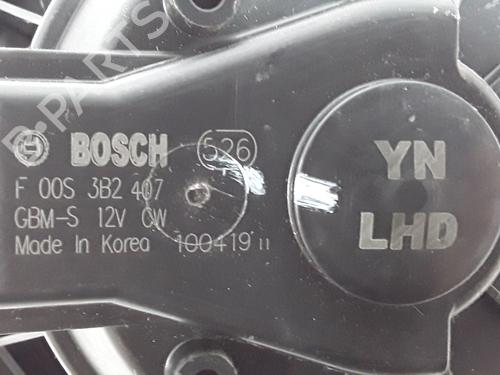 BOSCH 526
F 00S 3B2 407
GBM-S 12V CW
Made In Korea 100419 11
YN
LHD
B-PARTS